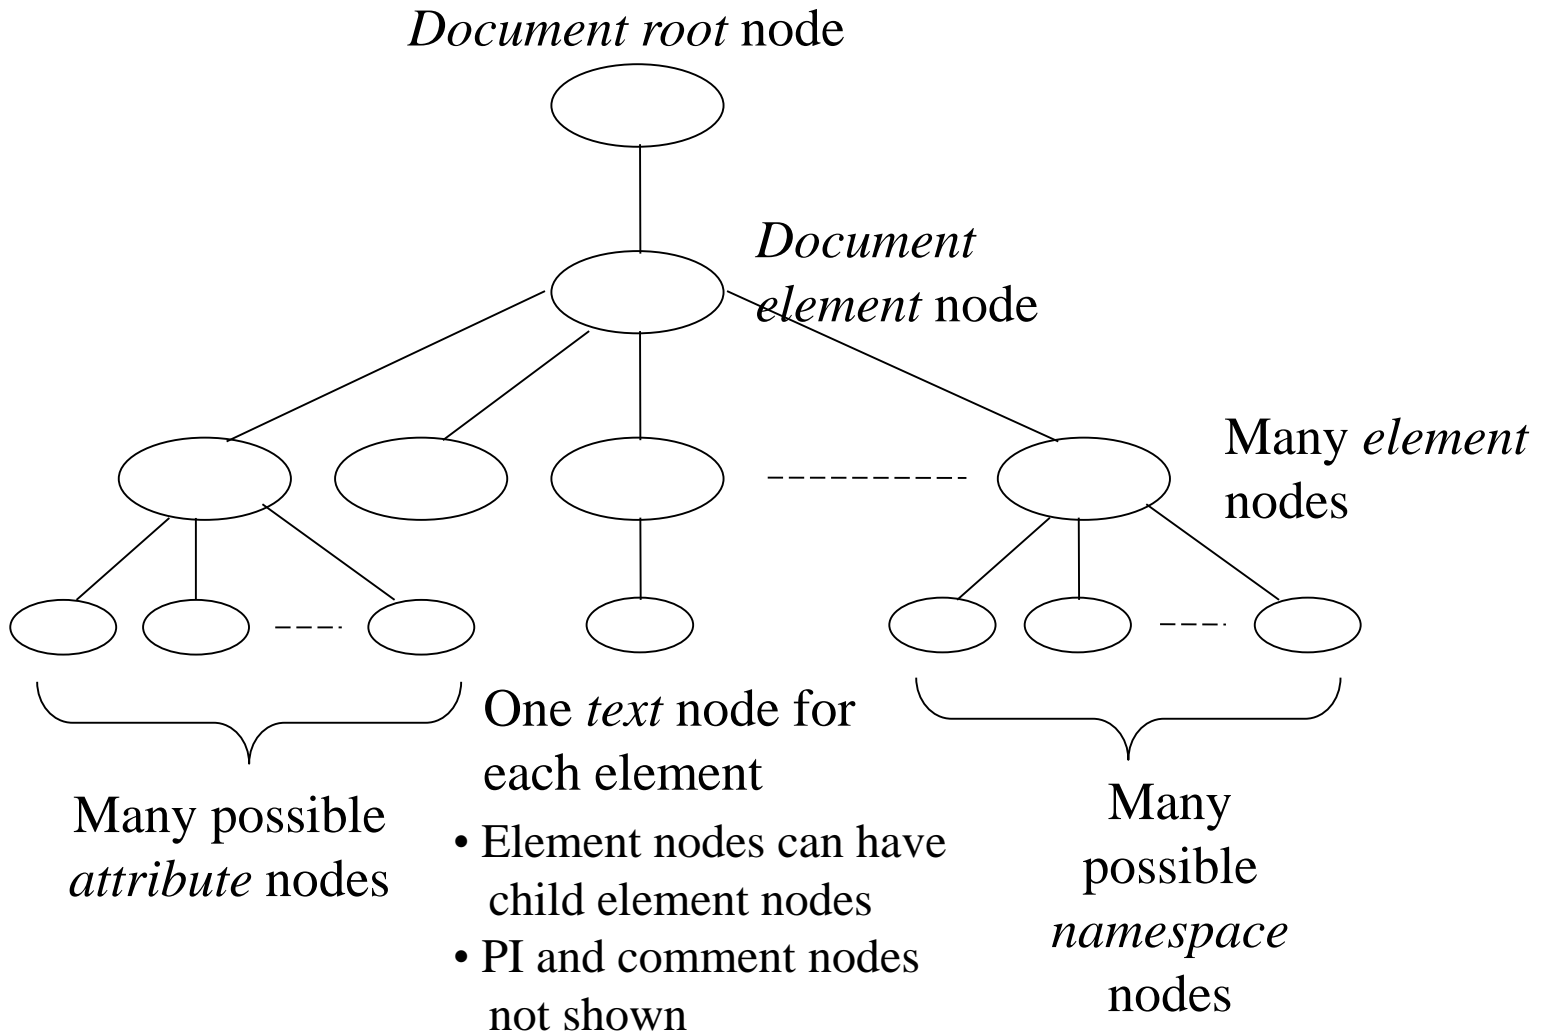 Document root node
Document
element node
Many element
nodes
One text node for
each element
Many possible
attribute nodes
• Element nodes can have
child element nodes
• PI and comment nodes
not shown
Many
possible
namespace
nodes